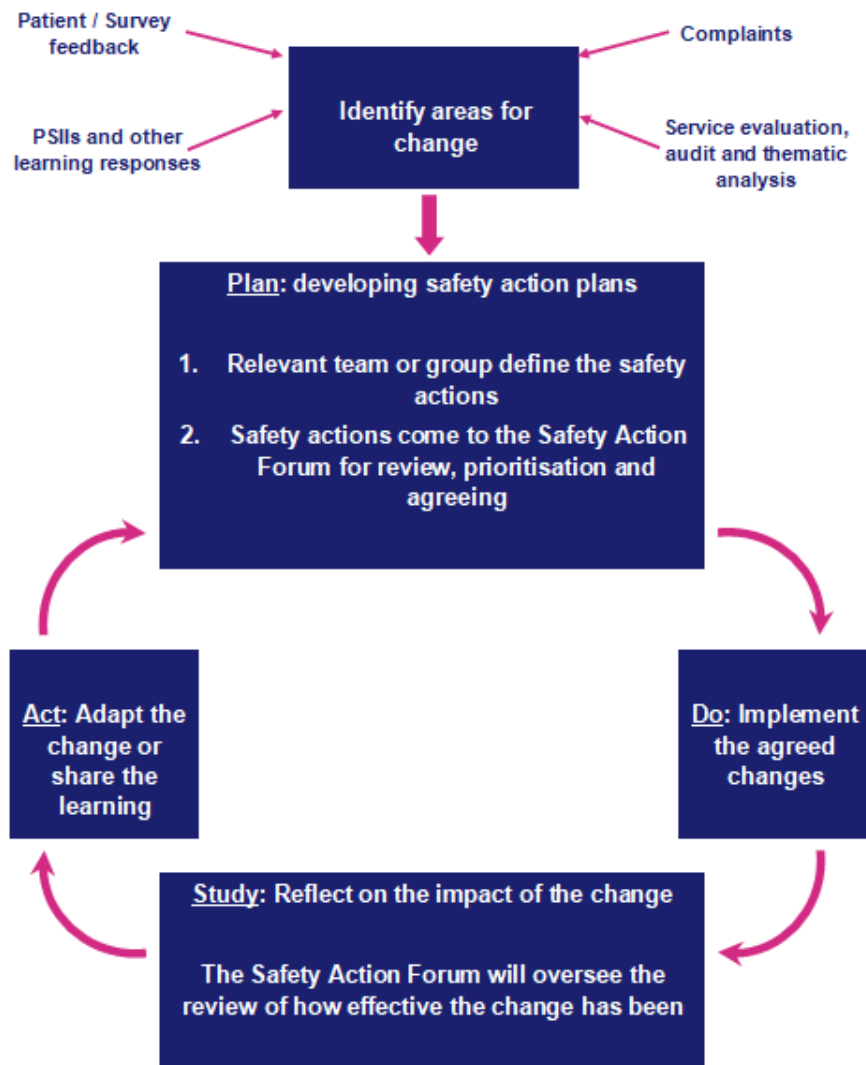 Patient / Survey
feedback
Complaints
Identify areas for
change
PSIIs and other
learning responses
Service evaluation,
audit and thematic
analysis
Plan: developing safety action plans
1. Relevant team or group define the safety
actions
2. Safety actions come to the Safety Action
Forum for review, prioritisation and
agreeing
Act: Adapt the
change or
share the
learning
Do: Implement
the agreed
changes
Study: Reflect on the impact of the change
The Safety Action Forum will oversee the
review of how effective the change has been